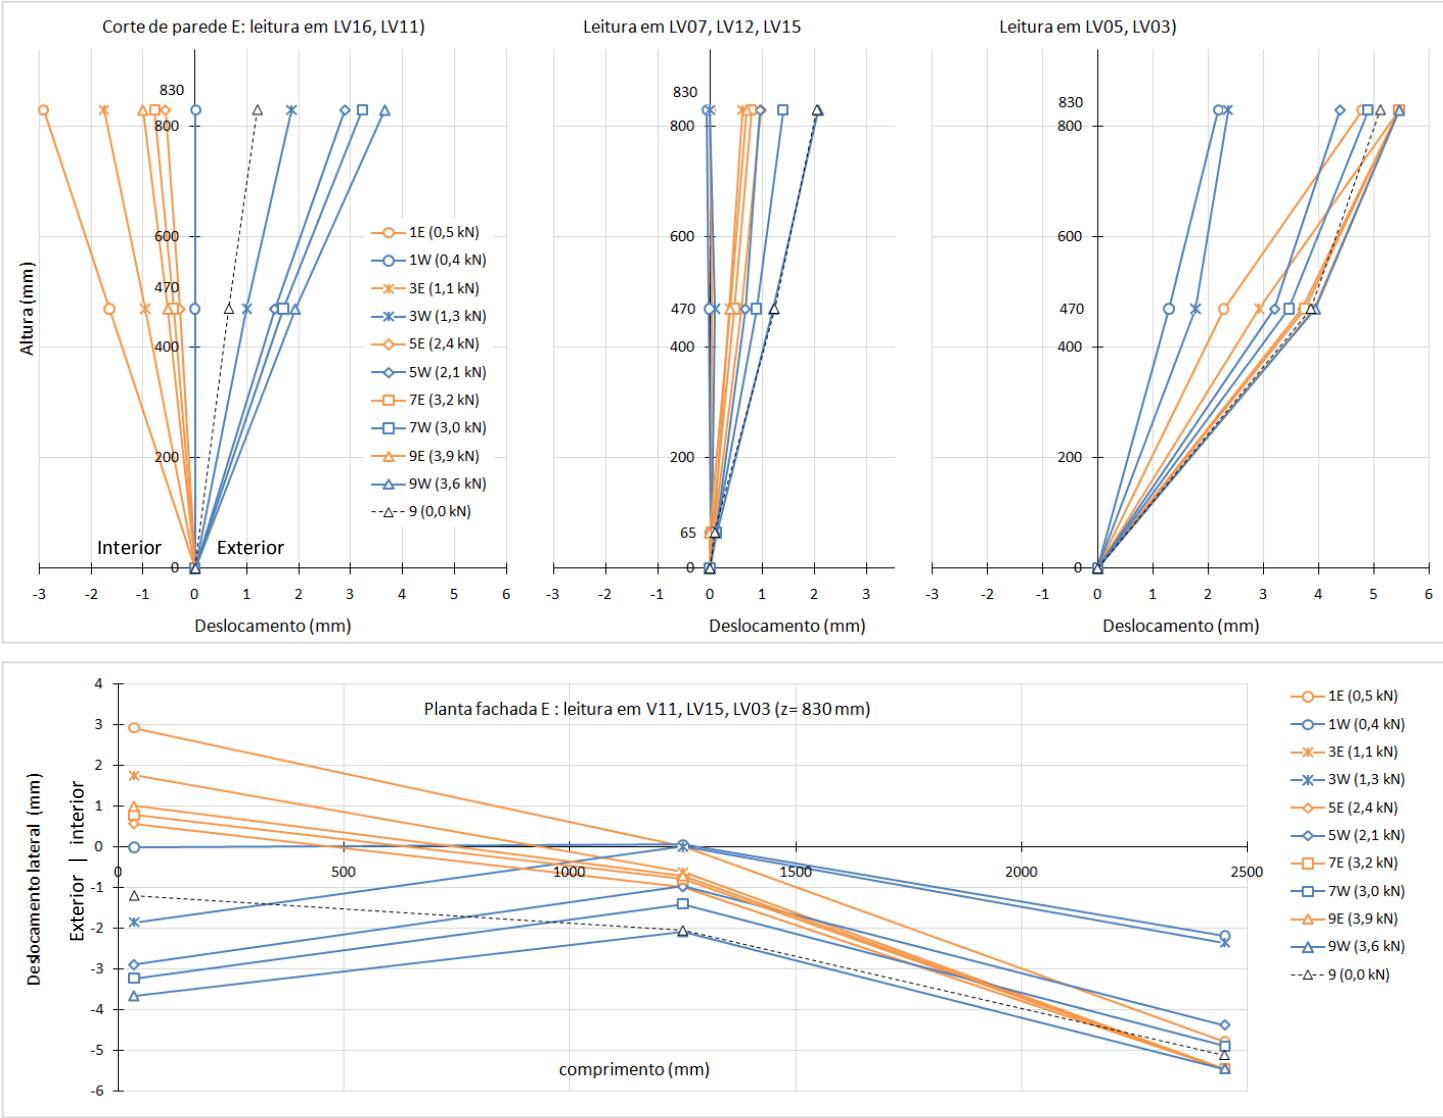 Corte de parede E: leitura em LV16, LV11)
Leitura em LV07, LV12, LV15
Leitura em LV05, LV03)
830
830
830
800
800
800
600
600
600
470
470
470
400
400
400
200
200
200
65
0
0
0
Altura (mm)
Interior
Exterior
1E (0,5 kN)
1W (0,4 kN)
3E (1,1 kN)
3W (1,3 kN)
5E (2,4 kN)
5W (2,1 kN)
7E (3,2 kN)
7W (3,0 kN)
9E (3,9 kN)
9W (3,6 kN)
9 (0,0 kN)
-3 -2 -1 0 1 2 3 4 5 6
-3 -2 -1 0 1 2 3
-3 -2 -1 0 1 2 3 4 5 6
Deslocamento (mm)
Deslocamento (mm)
Deslocamento (mm)
Planta fachada E : leitura em V11, LV15, LV03 (z= 830 mm)
4
3
2
1
0
-1
-2
-3
-4
-5
-6
0 500 1000 1500 2000 2500
Deslocamento lateral (mm)
Exterior | interior
comprimento (mm)
1E (0,5 kN)
1W (0,4 kN)
3E (1,1 kN)
3W (1,3 kN)
5E (2,4 kN)
5W (2,1 kN)
7E (3,2 kN)
7W (3,0 kN)
9E (3,9 kN)
9W (3,6 kN)
9 (0,0 kN)